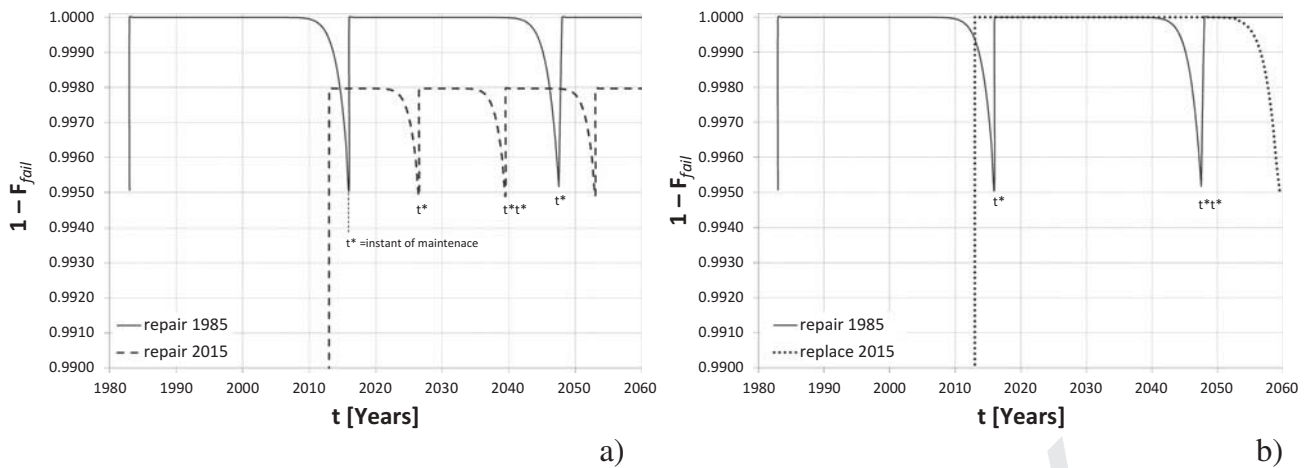 1.0000
0.9990
0.9980
0.9970
0.9960
0.9950
0.9940
0.9930
0.9920
0.9910
0.9900
1 – Ffail
t*
t*t*
t*
t* =instant of maintenace
repair 1985
repair 2015
1980 1990 2000 2010 2020 2030 2040 2050 2060
t [Years]
a)
1.0000
0.9990
0.9980
0.9970
0.9960
0.9950
0.9940
0.9930
0.9920
0.9910
0.9900
1 – Ffail
t*
t*t*
repair 1985
replace 2015
1980 1990 2000 2010 2020 2030 2040 2050 2060
t [Years]
b)